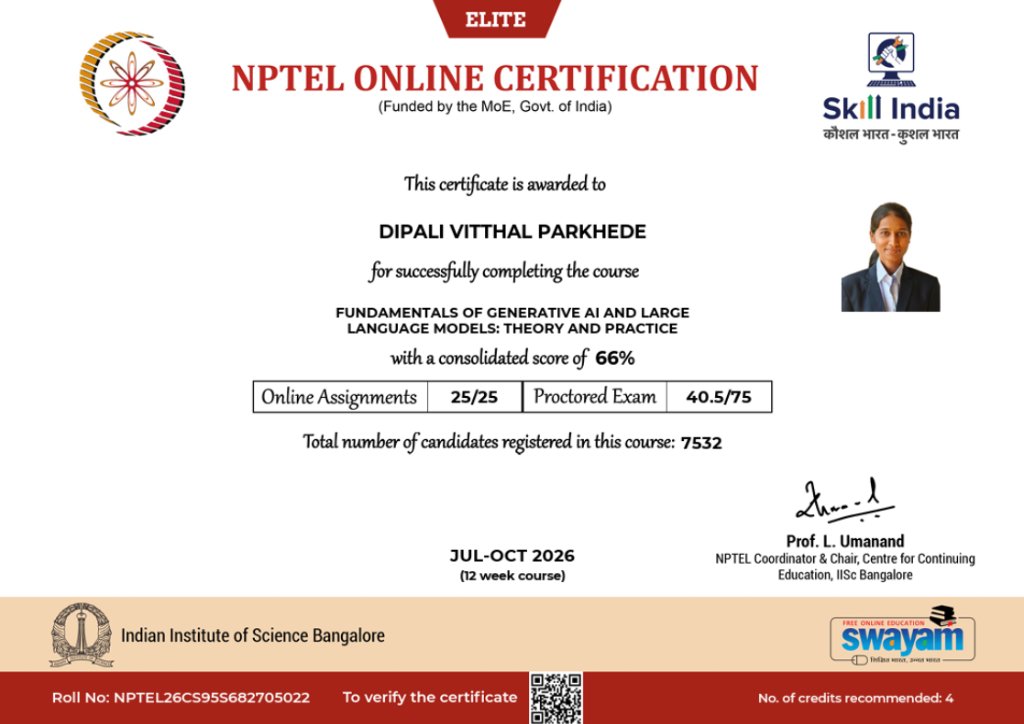 ELITE
NPTEL ONLINE CERTIFICATION
(Funded by the MoE, Govt. of India)
Skill India
कौशल भारत - कुशल भारत
This certificate is awarded to
DIPALI VITTHAL PARKHEDE
for successfully completing the course
FUNDAMENTALS OF GENERATIVE AI AND LARGE
LANGUAGE MODELS: THEORY AND PRACTICE
with a consolidated score of 66%
Online Assignments 25/25 Proctored Exam 40.5/75
Total number of candidates registered in this course: 7532
Prof. L. Umanand
NPTEL Coordinator & Chair, Centre for Continuing
Education, IISc Bangalore
JUL-OCT 2026
(12 week course)
Indian Institute of Science Bangalore
FREE ONLINE EDUCATION
swayam
शिक्षित भारत, उन्नत भारत
Roll No: NPTEL26CS95S682705022
To verify the certificate
No. of credits recommended: 4